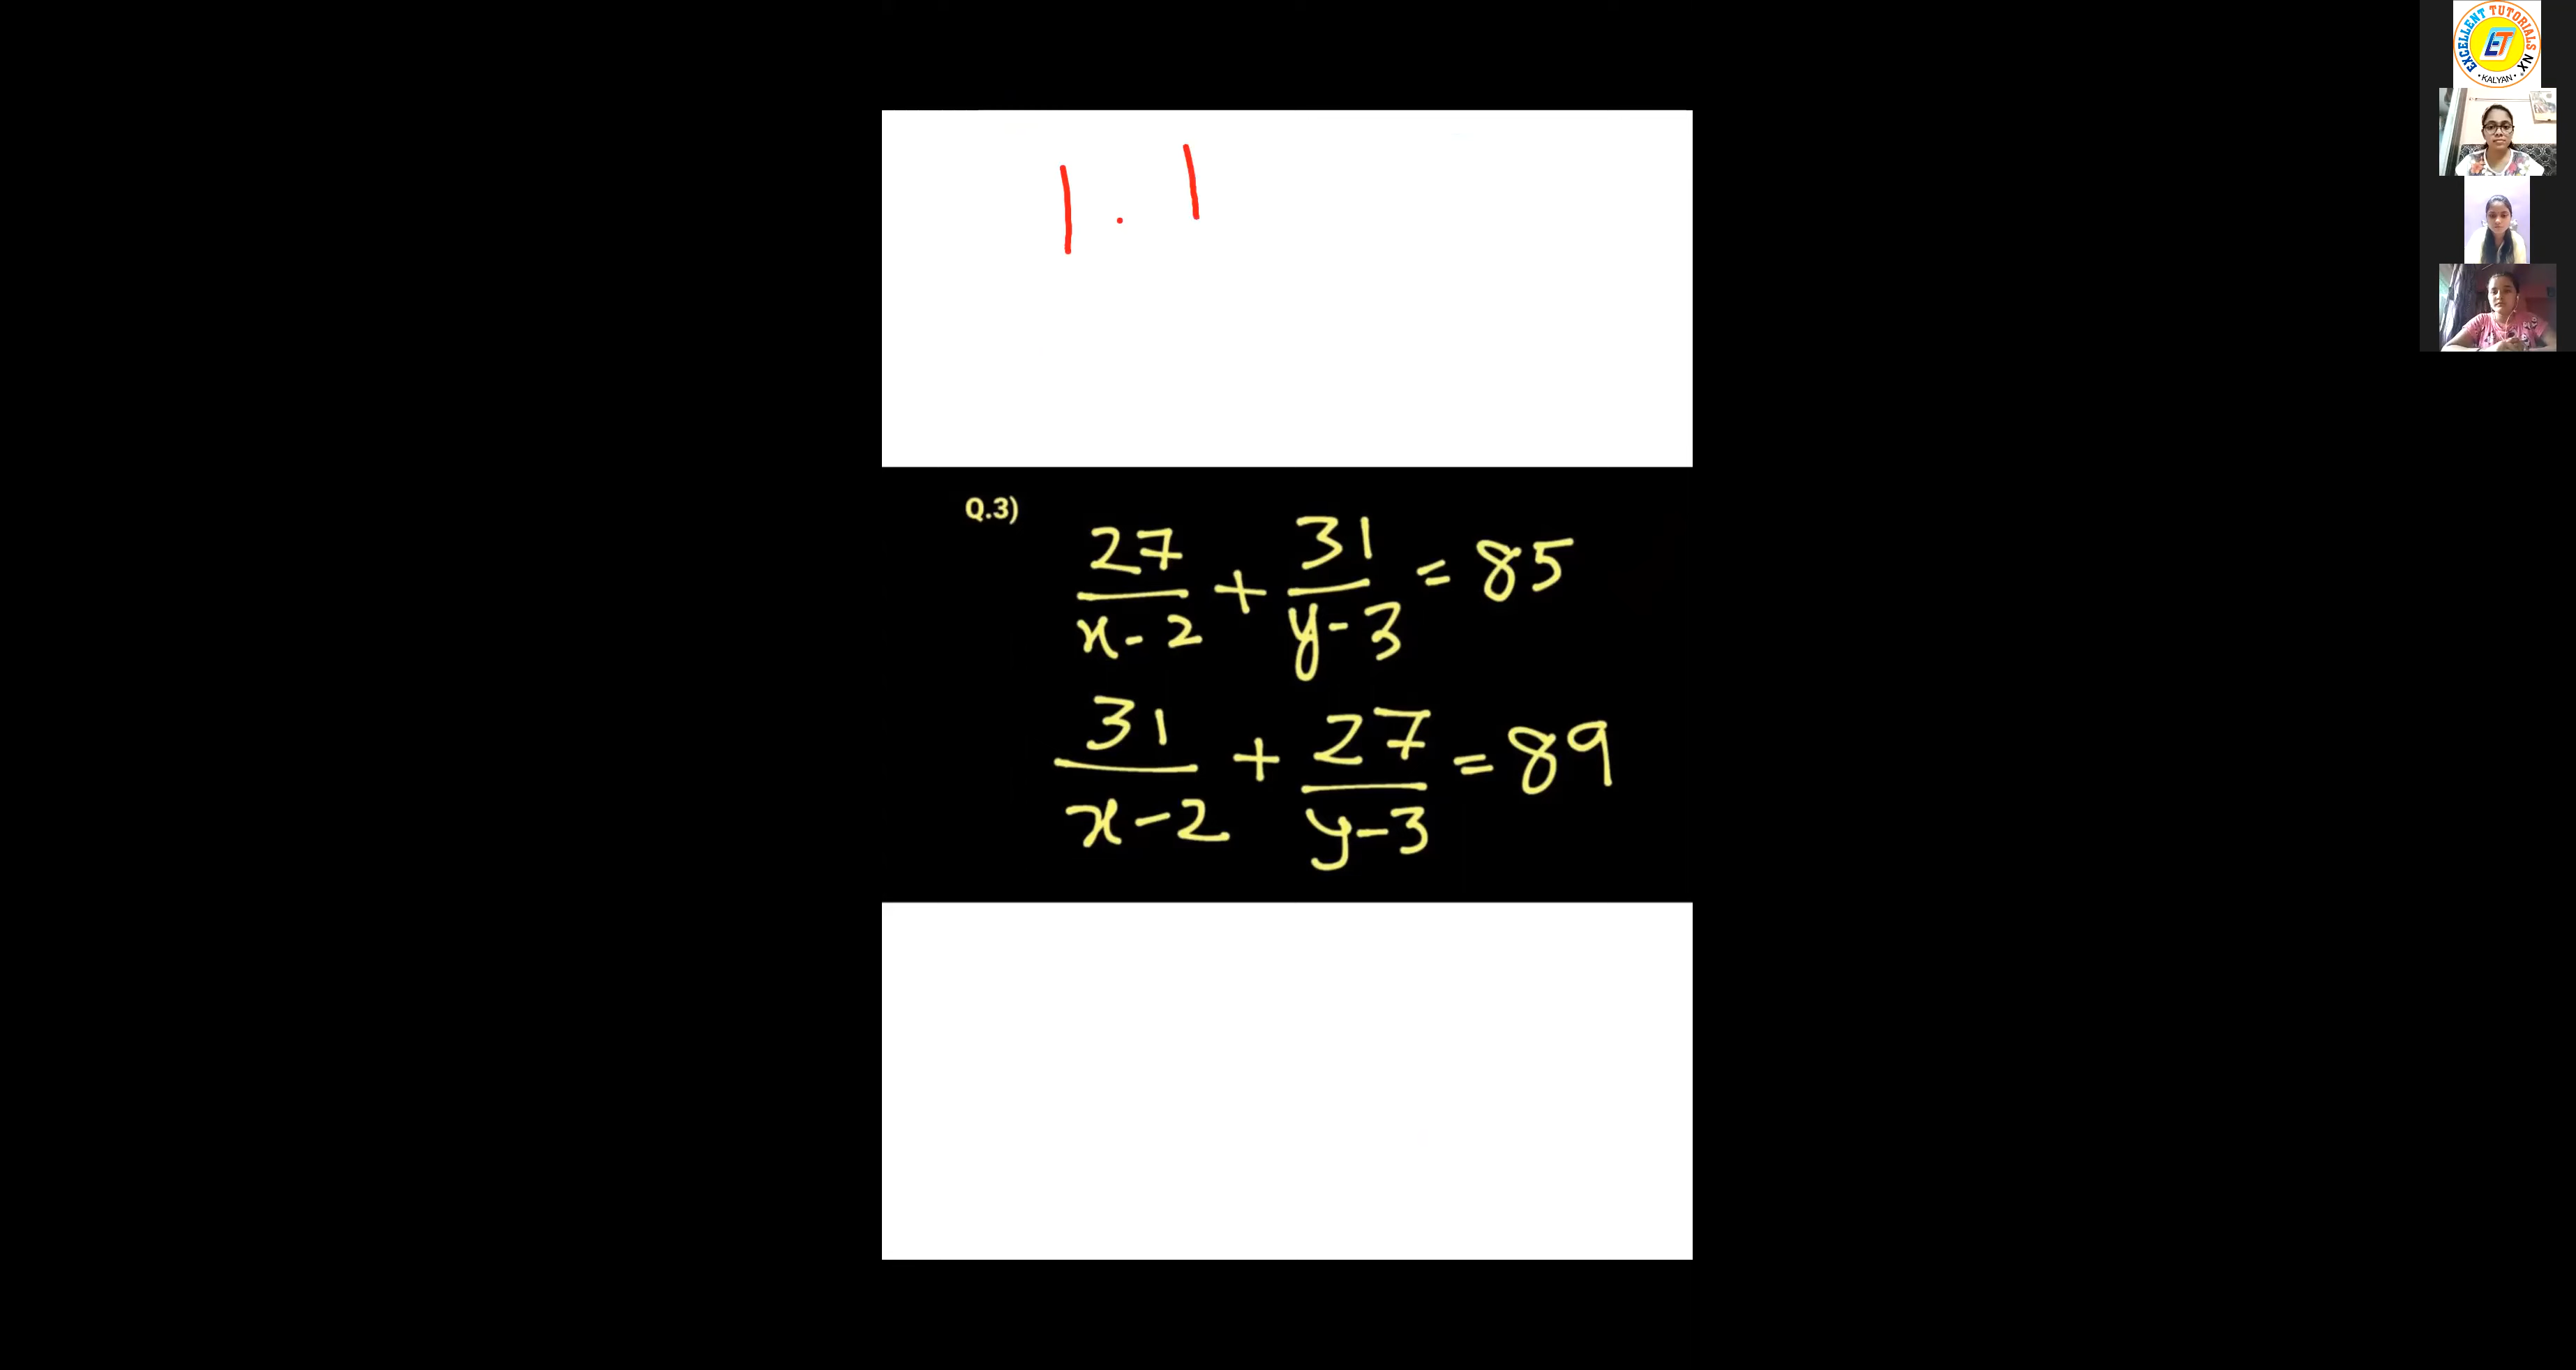 EXCELLENT TUTORIALS NX.
ET
• KALYAN •
1.1
Q.3)
27/(x-2) + 31/(y-3) = 85
31/(x-2) + 27/(y-3) = 89